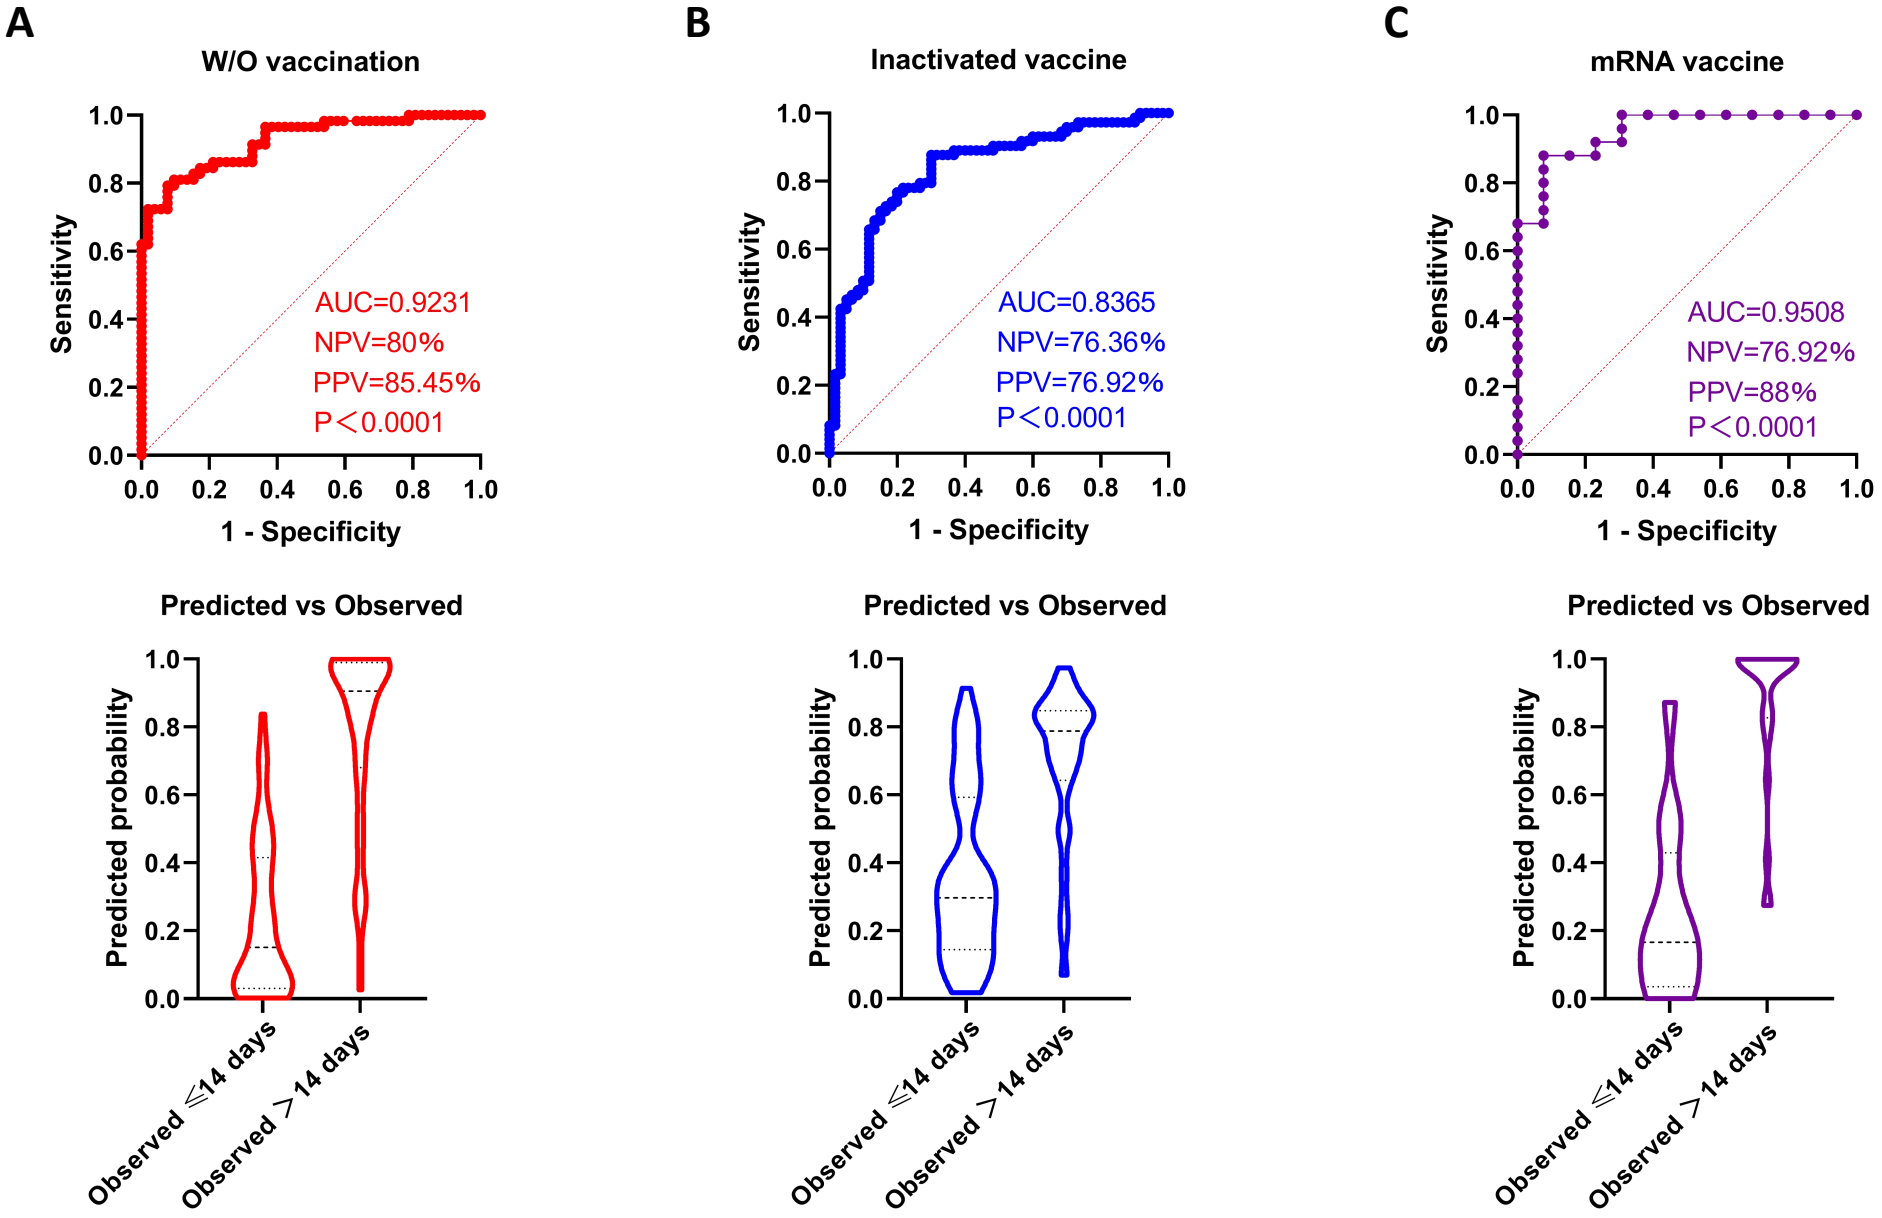 A
W/O vaccination
1.0
0.8
0.6
0.4
0.2
0.0
Sensitivity
AUC=0.9231
NPV=80%
PPV=85.45%
P＜0.0001
0.0 0.2 0.4 0.6 0.8 1.0
1 - Specificity
B
Inactivated vaccine
1.0
0.8
0.6
0.4
0.2
0.0
Sensitivity
AUC=0.8365
NPV=76.36%
PPV=76.92%
P＜0.0001
0.0 0.2 0.4 0.6 0.8 1.0
1 - Specificity
C
mRNA vaccine
1.0
0.8
0.6
0.4
0.2
0.0
Sensitivity
AUC=0.9508
NPV=76.92%
PPV=88%
P＜0.0001
0.0 0.2 0.4 0.6 0.8 1.0
1 - Specificity
Predicted vs Observed
1.0
0.8
0.6
0.4
0.2
0.0
Predicted probability
Observed ≦14 days
Observed ＞14 days
Predicted vs Observed
1.0
0.8
0.6
0.4
0.2
0.0
Predicted probability
Observed ≦14 days
Observed ＞14 days
Predicted vs Observed
1.0
0.8
0.6
0.4
0.2
0.0
Predicted probability
Observed ≦14 days
Observed ＞14 days